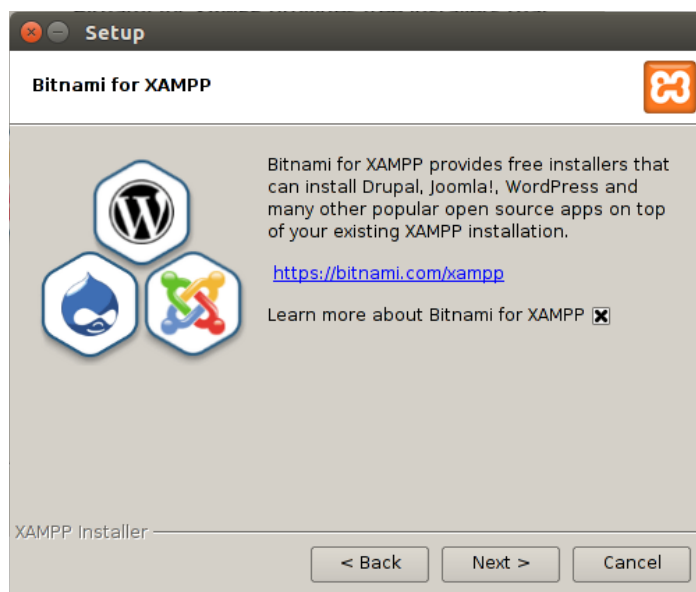 Setup
Bitnami for XAMPP
Bitnami for XAMPP provides free installers that
can install Drupal, Joomla!, WordPress and
many other popular open source apps on top
of your existing XAMPP installation.
https://bitnami.com/xampp
Learn more about Bitnami for XAMPP
XAMPP Installer
< Back
Next >
Cancel